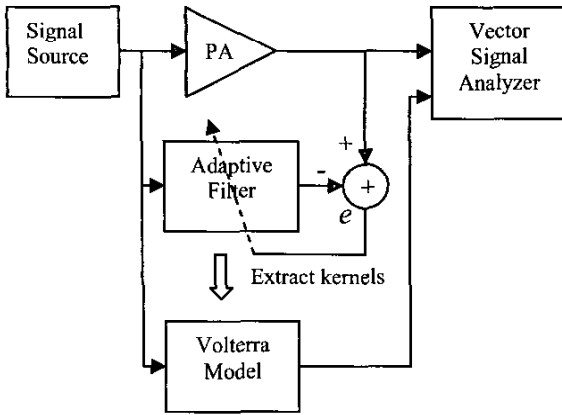 Signal
Source
PA
Vector
Signal
Analyzer
+
Adaptive
Filter
-
+
e
Extract kernels
Volterra
Model